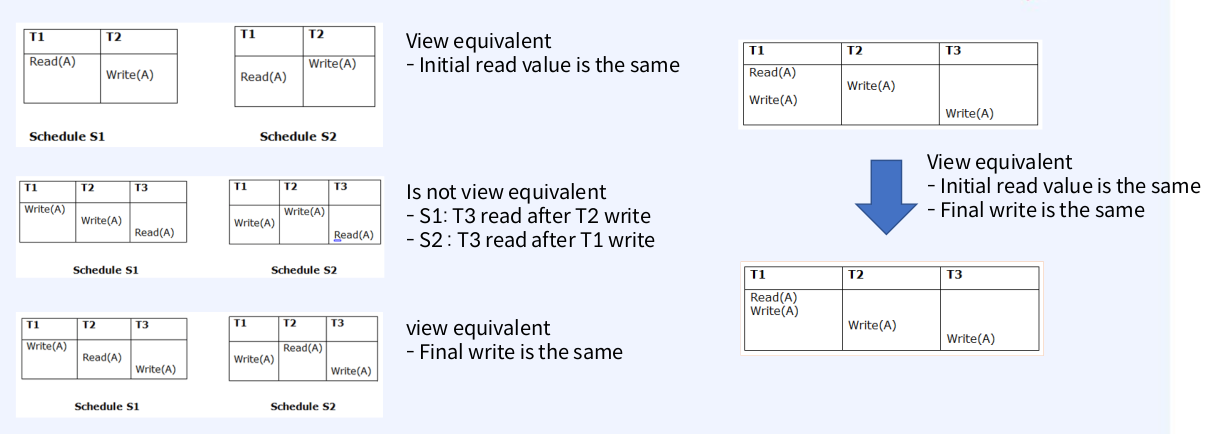 T1 T2
Read(A)
Write(A)
Schedule S1
T1 T2
Write(A)
Read(A)
Schedule S2
View equivalent
- Initial read value is the same
T1 T2 T3
Write(A)
Write(A)
Read(A)
Schedule S1
T1 T2 T3
Write(A)
Write(A)
Read(A)
Schedule S2
Is not view equivalent
- S1: T3 read after T2 write
- S2 : T3 read after T1 write
T1 T2 T3
Write(A)
Read(A)
Write(A)
Schedule S1
T1 T2 T3
Read(A)
Write(A)
Write(A)
Schedule S2
view equivalent
- Final write is the same
T1 T2 T3
Read(A)
Write(A)
Write(A)
Write(A)
View equivalent
- Initial read value is the same
- Final write is the same
T1 T2 T3
Read(A)
Write(A)
Write(A)
Write(A)